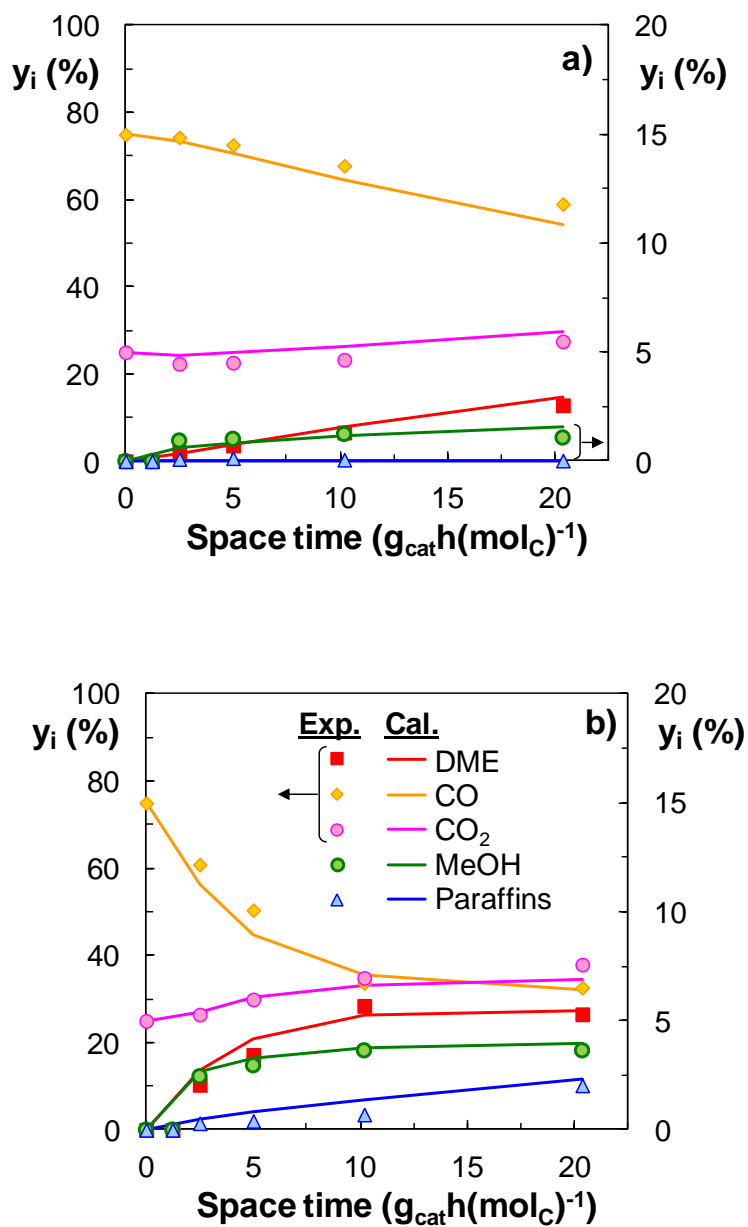 100 20
a)
yᵢ (%) yᵢ (%)
80
15
60
10
40
5
20
0 0
0 5 10 15 20
Space time (g_cat h(mol_C)⁻¹
100 20
b)
yᵢ (%) Exp. Cal. yᵢ (%)
DME
80
CO
15
CO₂
60
MeOH
10
Paraffins
40
5
20
0 0
0 5 10 15 20
Space time (g_cat h(mol_C)⁻¹